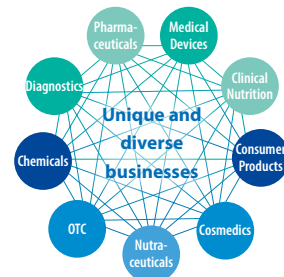 Pharma-
ceuticals
Medical
Devices
Diagnostics
Clinical
Nutrition
Unique and
diverse
businesses
Chemicals
Consumer
Products
OTC
Cosmedics
Nutra-
ceuticals